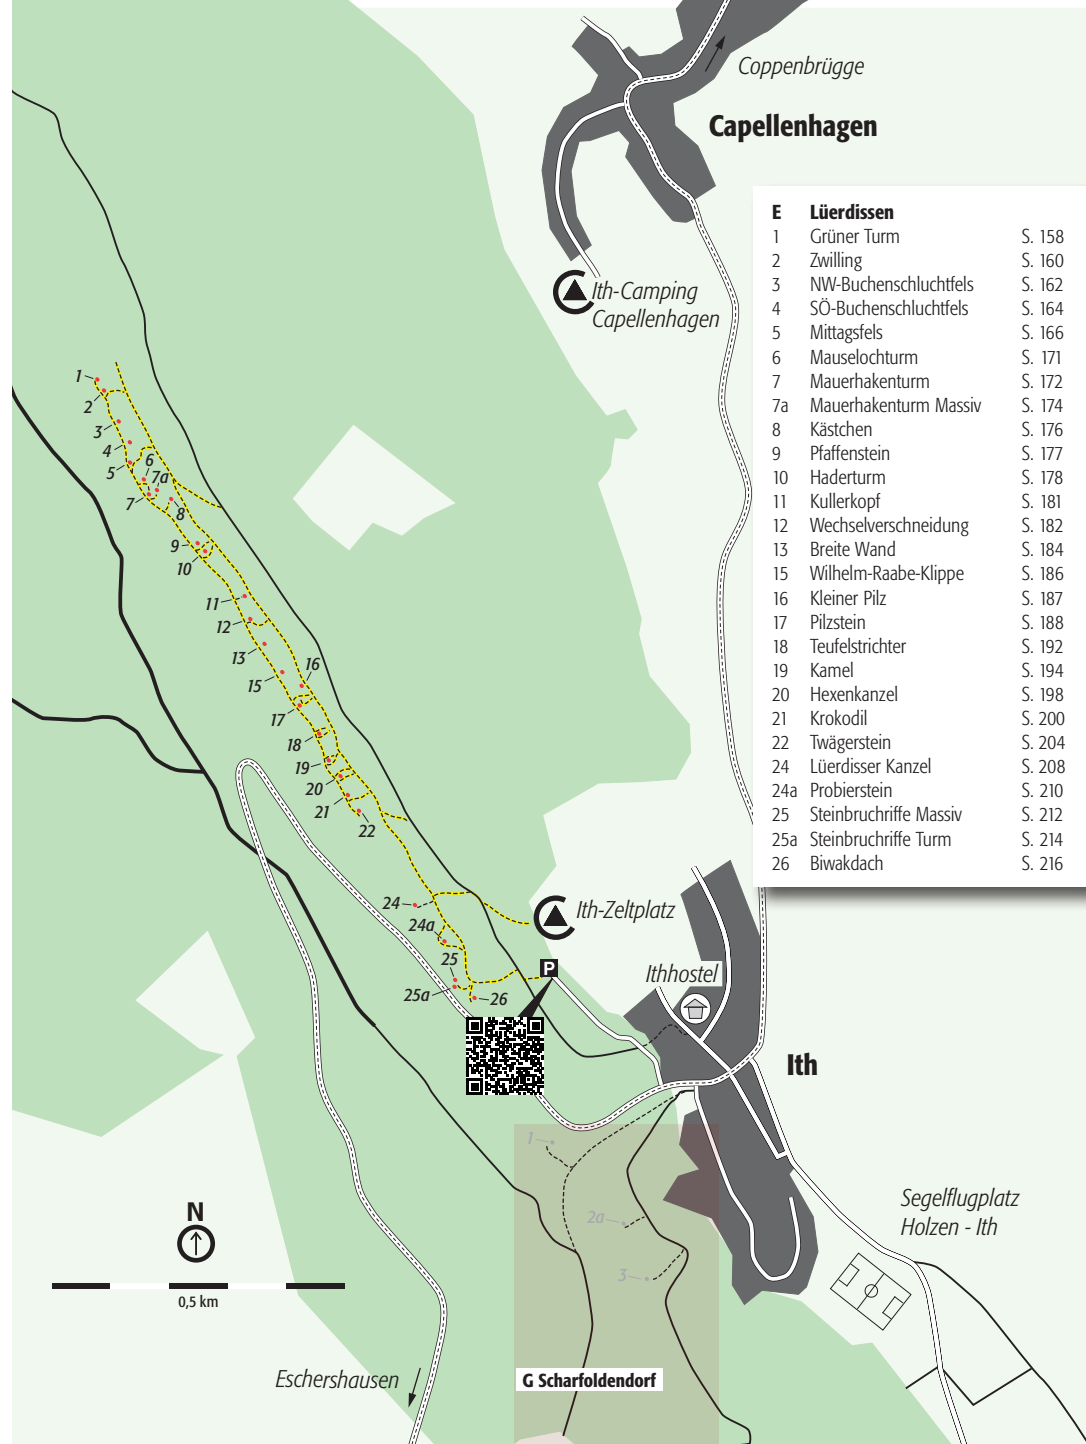 Coppenbrügge
Capellenhagen
E Lüerdissen
1 Grüner Turm S. 158
2 Zwilling S. 160
3 NW-Buchenschluchtfels S. 162
4 SÖ-Buchenschluchtfels S. 164
5 Mittagsfels S. 166
6 Mauselochturm S. 171
7 Mauerhakenturm S. 172
7a Mauerhakenturm Massiv S. 174
8 Kästchen S. 176
9 Pfaffenstein S. 177
10 Haderturm S. 178
11 Kullerkopf S. 181
12 Wechselverschneidung S. 182
13 Breite Wand S. 184
15 Wilhelm-Raabe-Klippe S. 186
16 Kleiner Pilz S. 187
17 Pilzstein S. 188
18 Teufelstrichter S. 192
19 Kamel S. 194
20 Hexenkanzel S. 198
21 Krokodil S. 200
22 Twägerstein S. 204
24 Lüerdisser Kanzel S. 208
24a Probierstein S. 210
25 Steinbruchriffe Massiv S. 212
25a Steinbruchriffe Turm S. 214
26 Biwakdach S. 216
Ith-Camping
Capellenhagen
1
2
3
4
5
6
7a
7
8
9
10
11
12
13
15
16
17
18
19
20
21
22
24
24a
25
25a
26
Ith-Zeltplatz
P
Ithhostel
Ith
1
2a
3
Segelflugplatz
Holzen - Ith
N
0,5 km
Eschershausen
G Scharfoldendorf